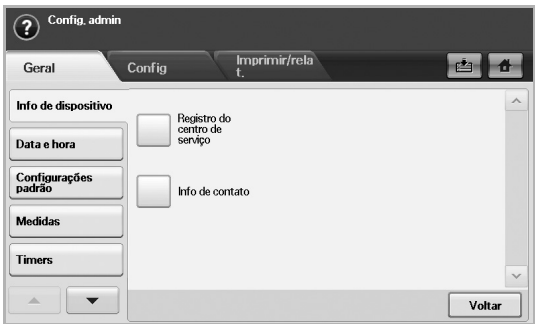 Config. admin
Geral
Config
Imprimir/rela
t.
Info de dispositivo
Data e hora
Configurações
padrão
Medidas
Timers
Registro do
centro de
serviço
Info de contato
Voltar